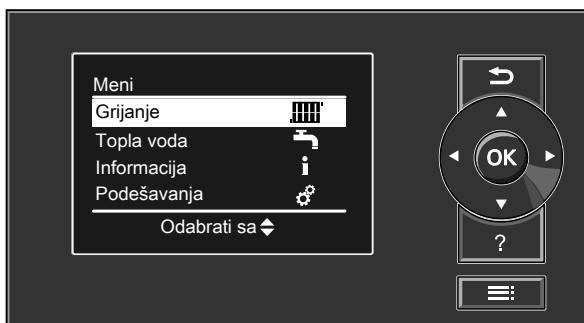 Meni
Grijanje
Topla voda
Informacija
Podešavanja
Odabrati sa
OK
?